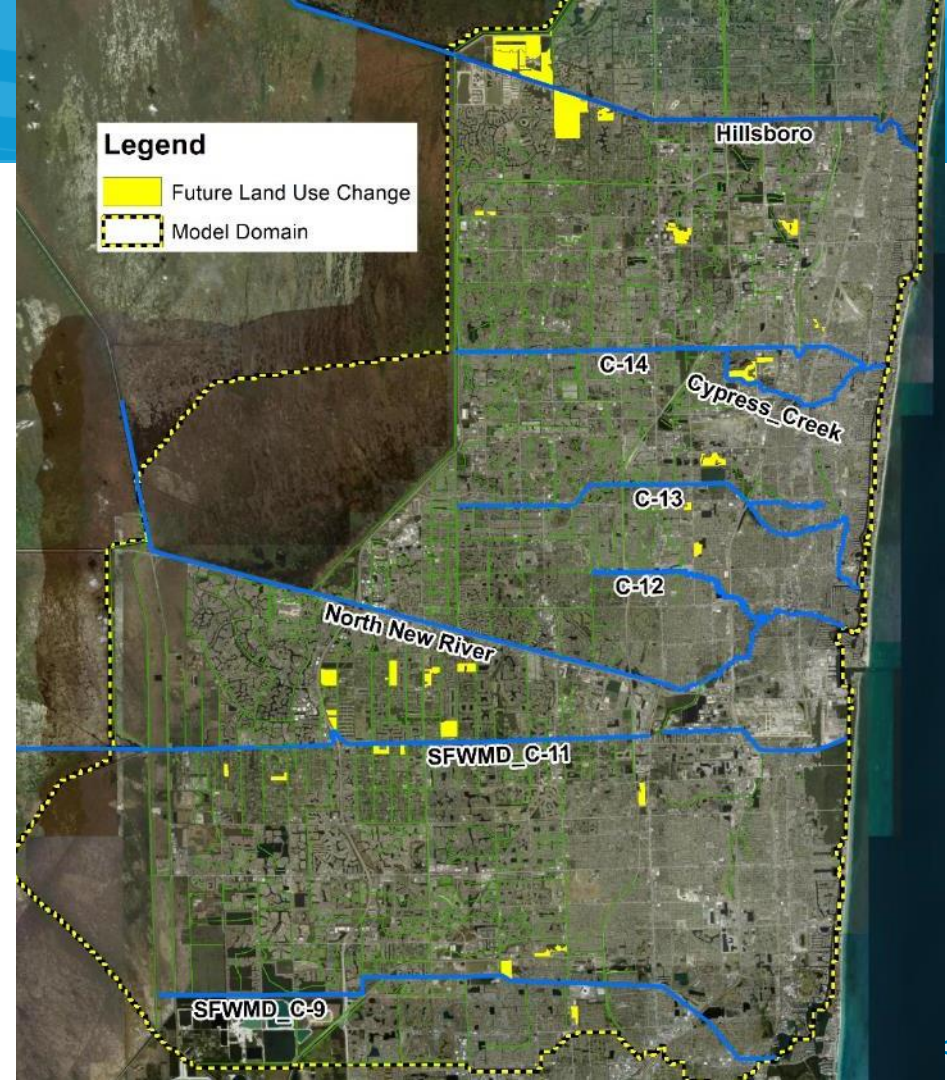 Legend
Future Land Use Change
Model Domain
Hillsboro
C-14
Cypress_Creek
C-13
C-12
North New River
SFWMD_C-11
SFWMD_C-9